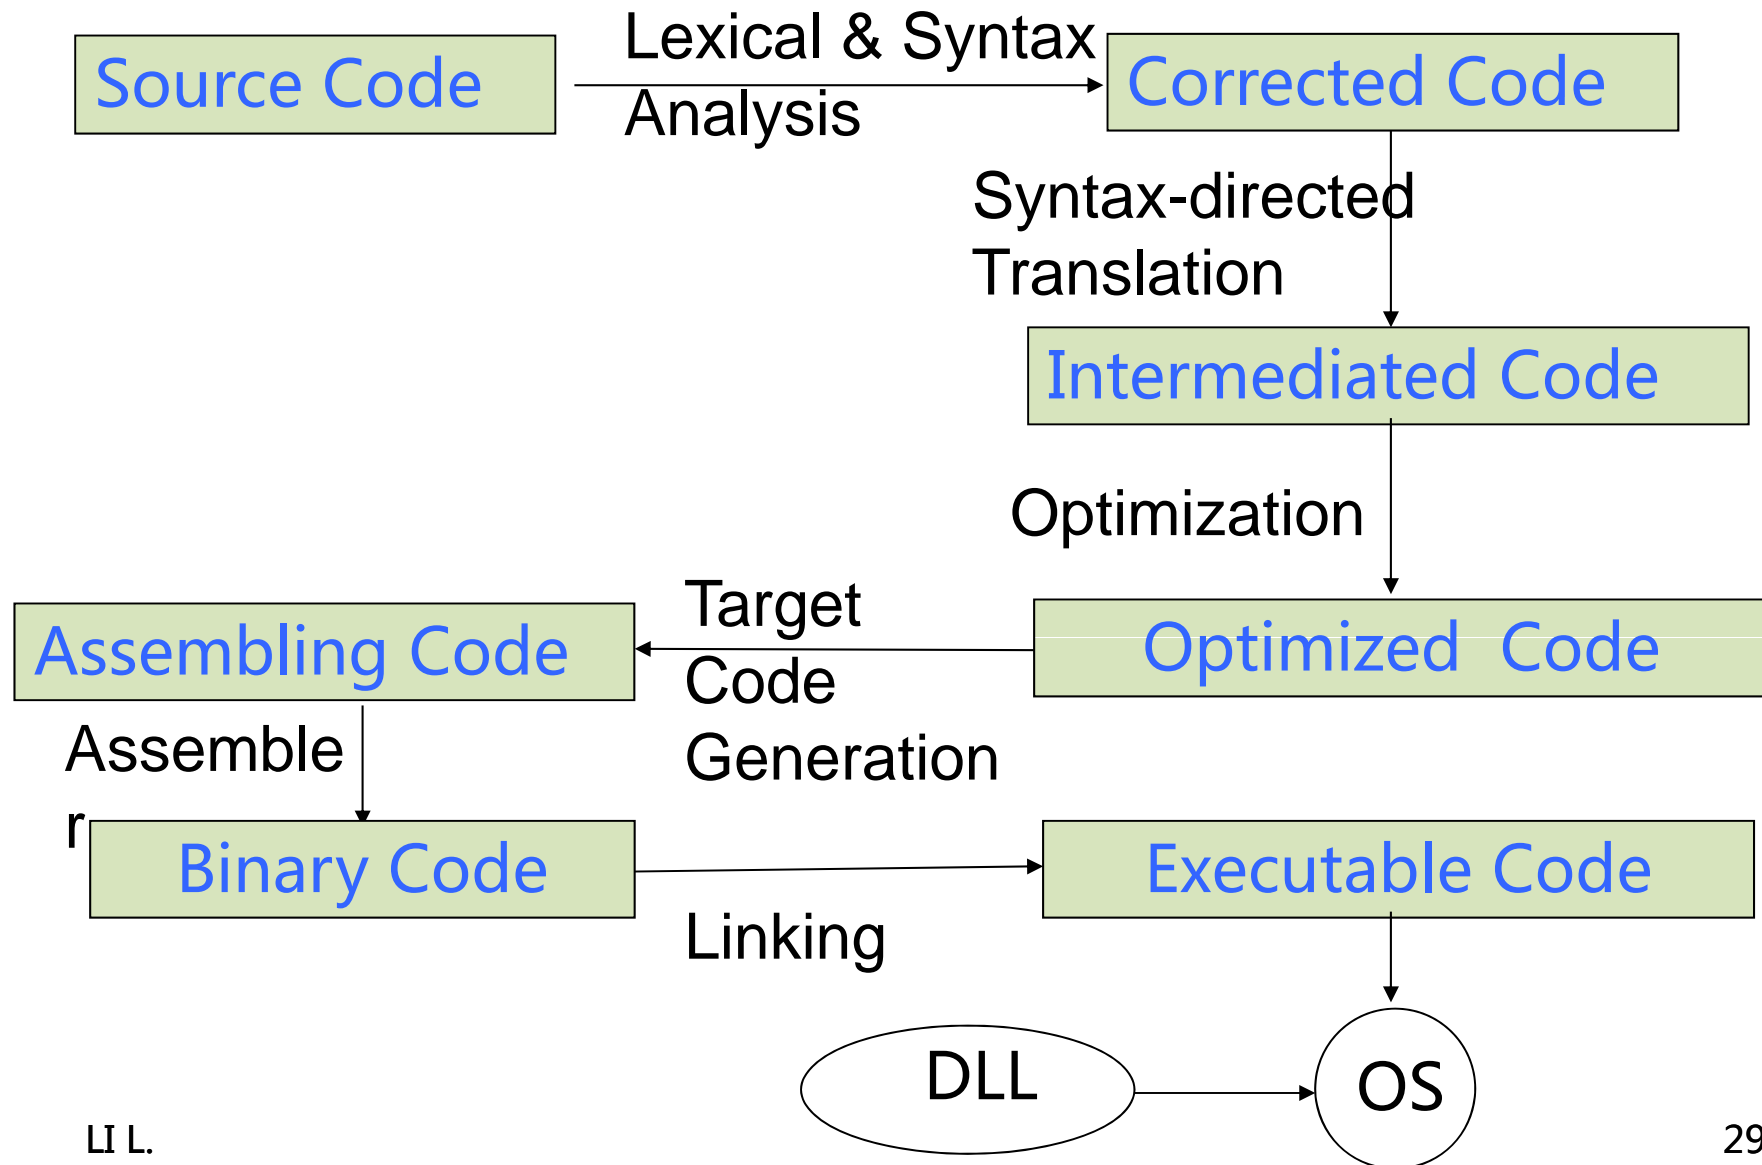 Source Code
Lexical & Syntax
Analysis
Corrected Code
Syntax-directed
Translation
Intermediated Code
Optimization
Optimized Code
Target
Code
Generation
Assembling Code
Assemble
r
Binary Code
Linking
Executable Code
DLL
OS
LI L.
29